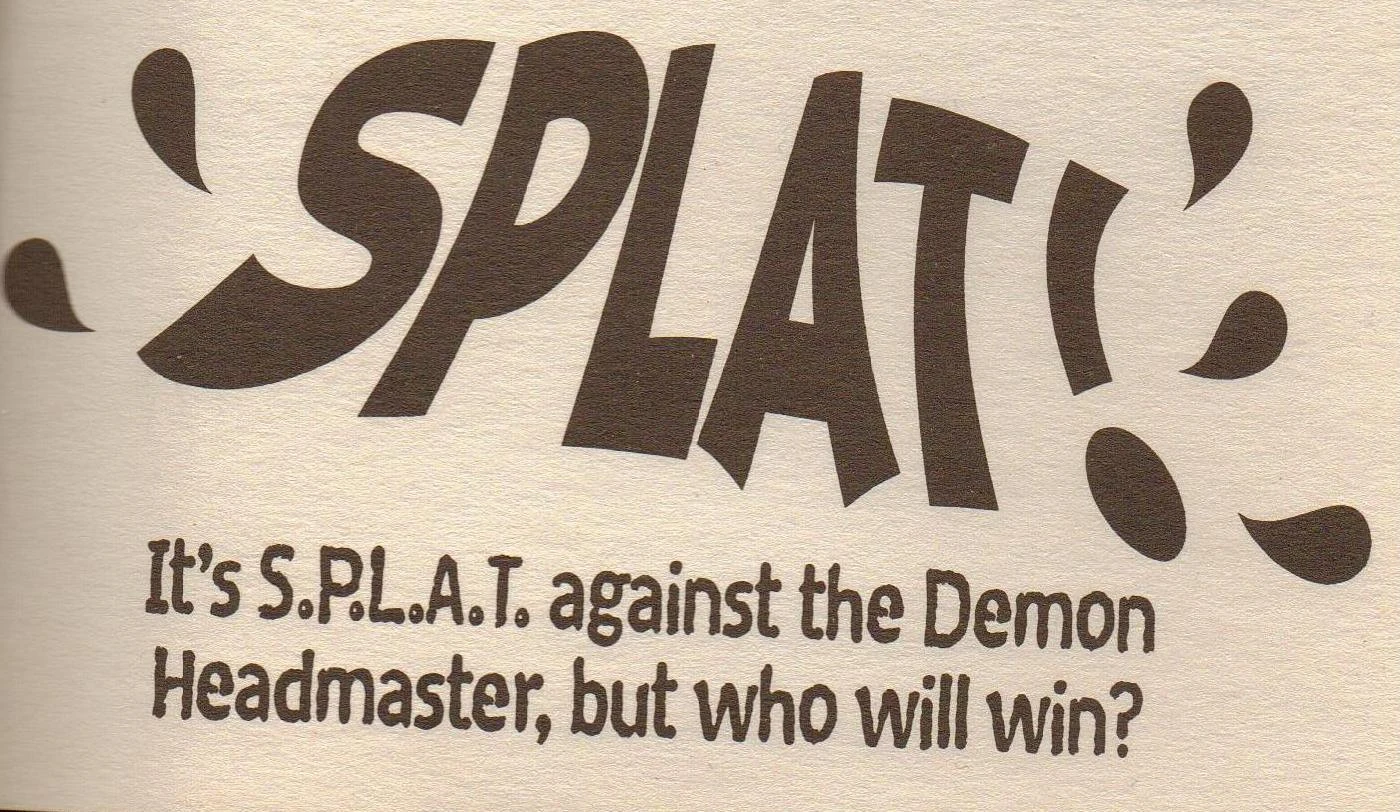 SPLAT!
It's S.P.L.A.T. against the Demon
Headmaster, but who will win?